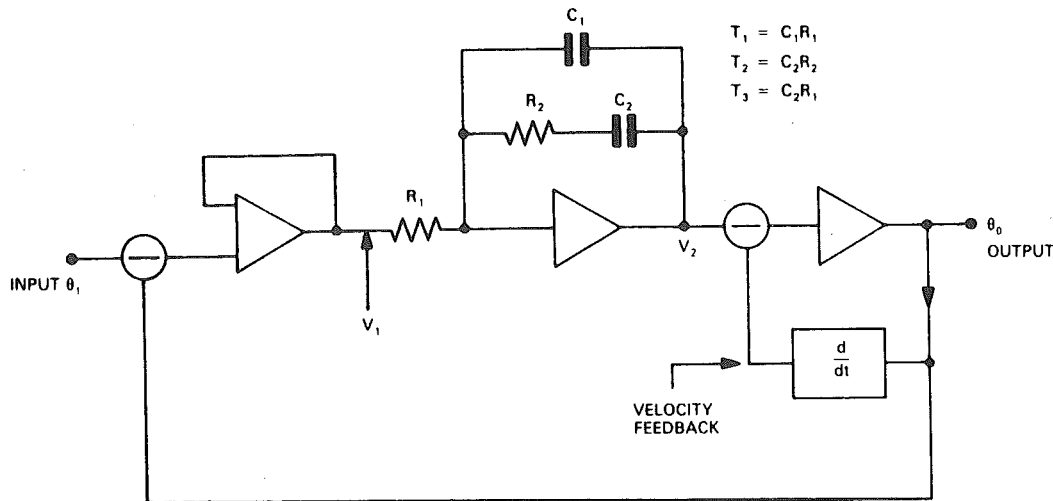 C₁
T₁ = C₁R₁
T₂ = C₂R₂
T₃ = C₂R₁
R₂
C₂
R₁
INPUT θ₁
V₁
V₂
θ₀
OUTPUT
d
dt
VELOCITY
FEEDBACK